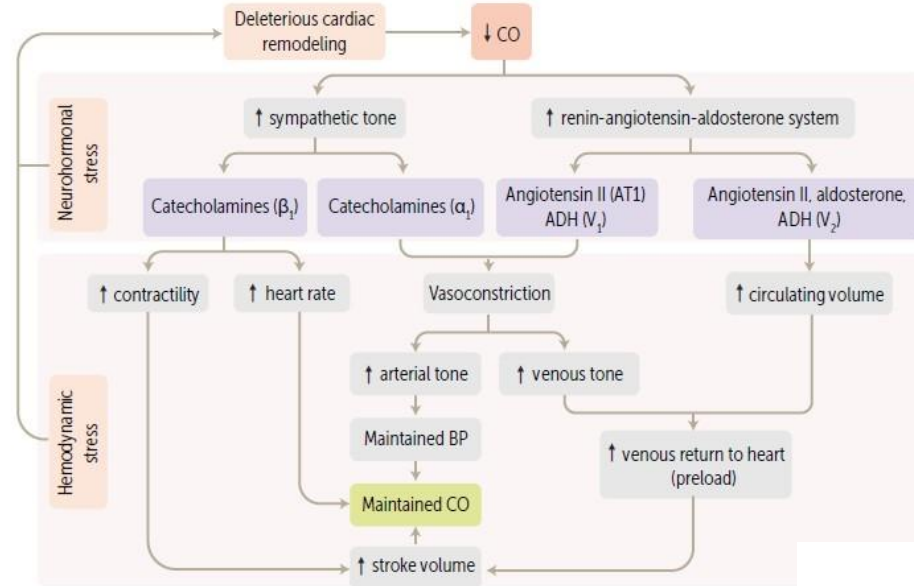 Deleterious cardiac
remodeling
↓ CO
Neurohormonal
stress
↑ sympathetic tone
↑ renin-angiotensin-aldosterone system
Catecholamines (β₁)
Catecholamines (α₁)
Angiotensin II (AT1)
ADH (V₁)
Angiotensin II, aldosterone,
ADH (V₂)
Hemodynamic
stress
↑ contractility
↑ heart rate
Vasoconstriction
↑ circulating volume
↑ arterial tone
↑ venous tone
Maintained BP
↑ venous return to heart
(preload)
Maintained CO
↑ stroke volume